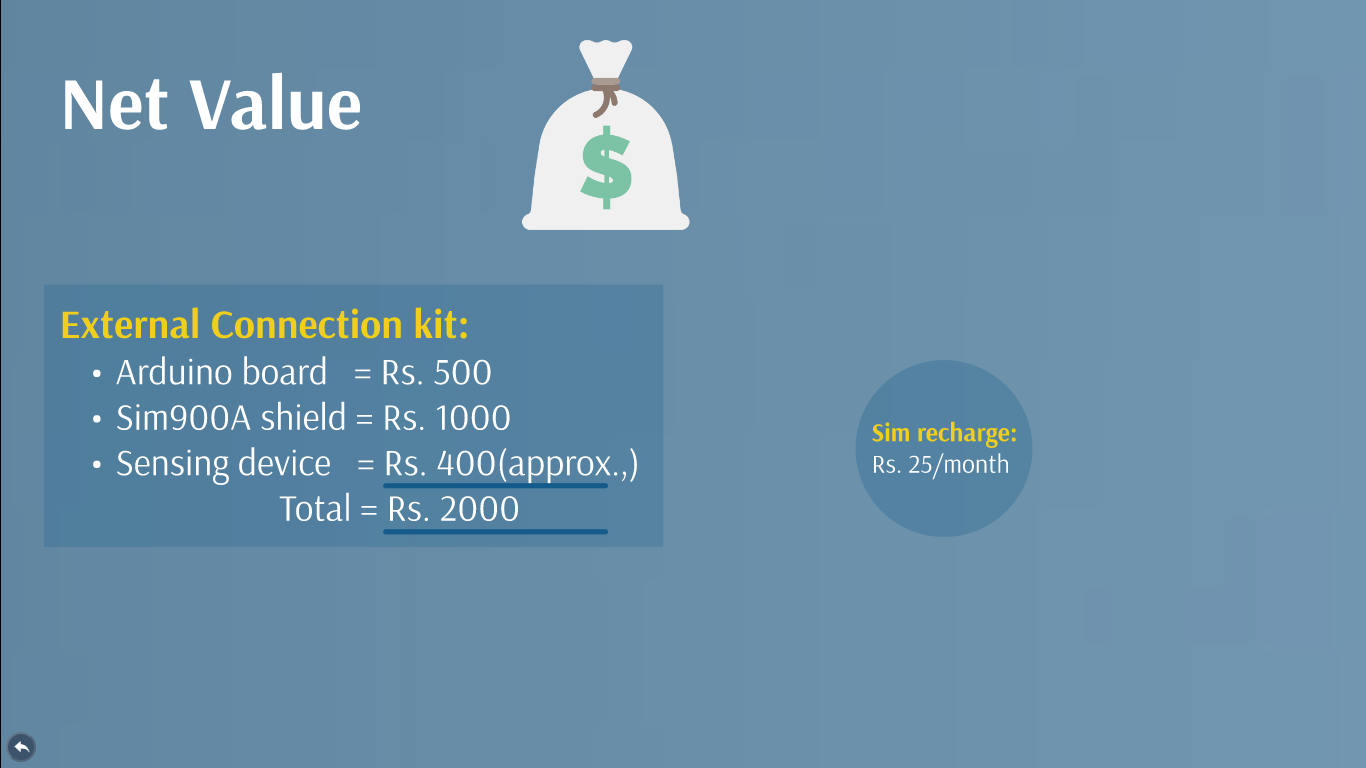 Net Value
$
External Connection kit:
• Arduino board = Rs. 500
• Sim900A shield = Rs. 1000
• Sensing device = Rs. 400(approx.,)
Total = Rs. 2000
Sim recharge:
Rs. 25/month